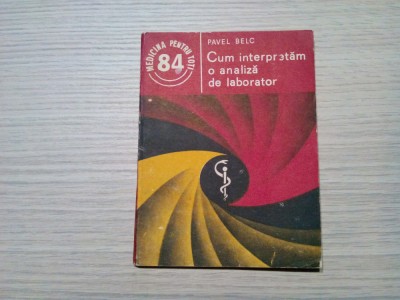 MEDICINA PENTRU TOȚI
84
PAVEL BELC
Cum interpretăm
o analiză
de laborator